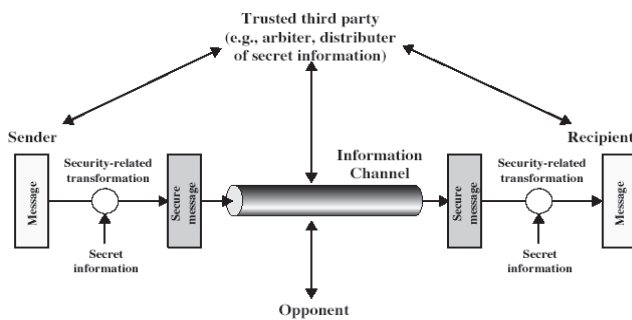 Trusted third party
(e.g., arbiter, distributer
of secret information)
Sender
Recipient
Information
Channel
Security-related
transformation
Security-related
transformation
Message
Secure
message
Secure
message
Message
Secret
information
Secret
information
Opponent